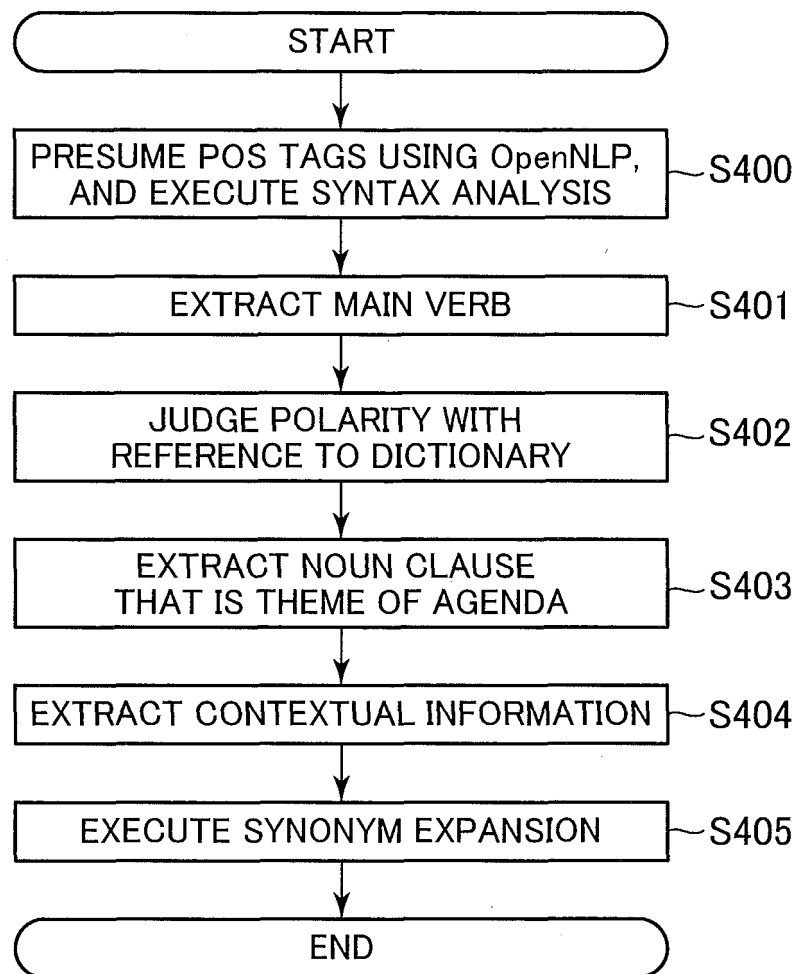 START
PRESUME POS TAGS USING OpenNLP,
AND EXECUTE SYNTAX ANALYSIS
S400
EXTRACT MAIN VERB
S401
JUDGE POLARITY WITH
REFERENCE TO DICTIONARY
S402
EXTRACT NOUN CLAUSE
THAT IS THEME OF AGENDA
S403
EXTRACT CONTEXTUAL INFORMATION
S404
EXECUTE SYNONYM EXPANSION
S405
END